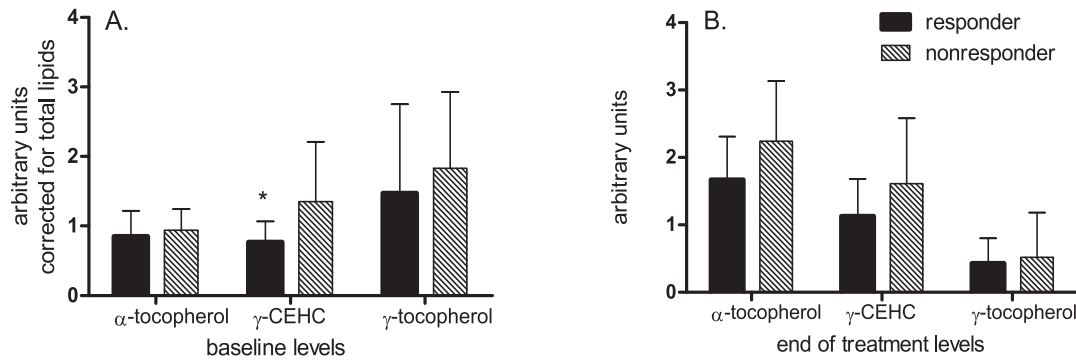 A.
4
3
2
1
0
arbitrary units
corrected for total lipids
*
α-tocopherol
γ-CEHC
γ-tocopherol
baseline levels
B.
responder
nonresponder
4
3
2
1
0
arbitrary units
α-tocopherol
γ-CEHC
γ-tocopherol
end of treatment levels